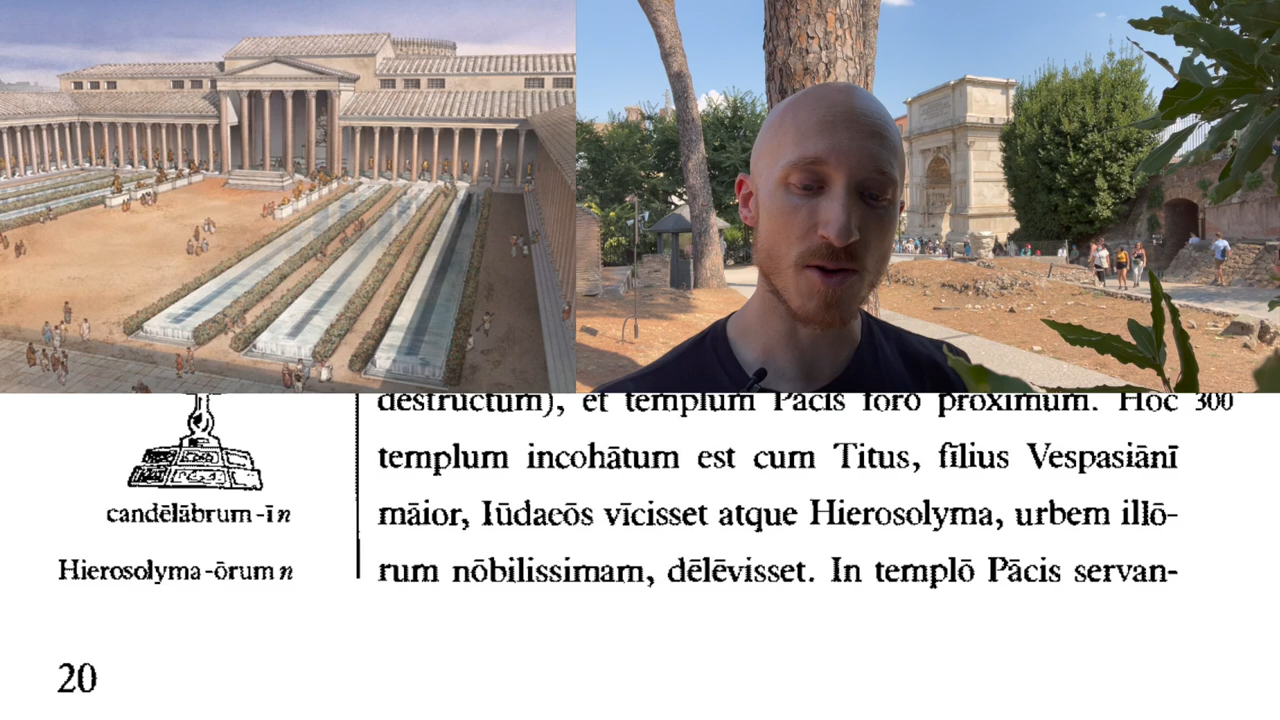 destructum), et templum Pācis forō proximum. Hoc 300
templum incohātum est cum Titus, fīlius Vespasiānī
candēlābrum -ī n
māior, Iūdaeōs vīcisset atque Hierosolyma, urbem illō-
Hierosolyma -ōrum n
rum nōbilissimam, dēlēvisset. In templō Pācis servan-
20